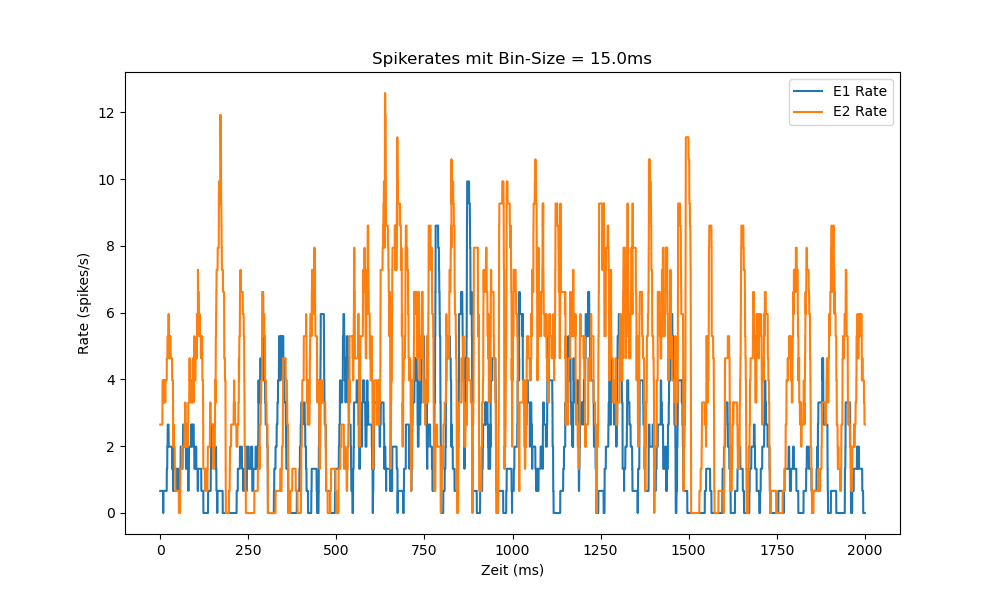 Spikerates mit Bin-Size = 15.0ms
E1 Rate
E2 Rate
Rate (spikes/s)
12
10
8
6
4
2
0
0 250 500 750 1000 1250 1500 1750 2000
Zeit (ms)